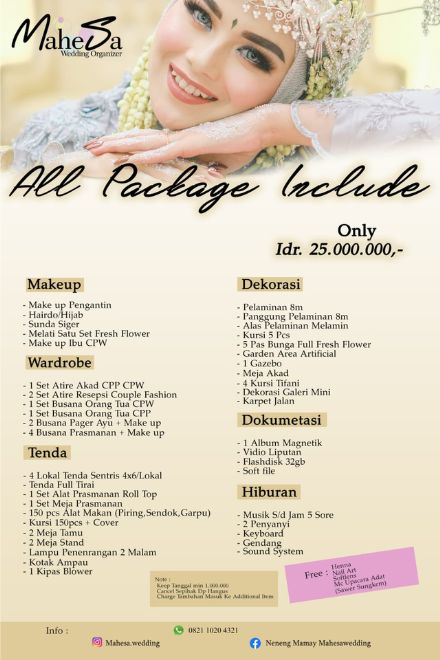 MaheSa
Wedding Organizer
All Package Include
Only
Idr. 25.000.000,-
Makeup
- Make up Pengantin
- Hairdo/Hijab
- Sunda Siger
- Melati Satu Set Fresh Flower
- Make up Ibu CPW
Wardrobe
- 1 Set Atire Akad CPP CPW
- 2 Set Atire Resepsi Couple Fashion
- 1 Set Busana Orang Tua CPW
- 1 Set Busana Orang Tua CPP
- 2 Busana Pager Ayu + Make up
- 4 Busana Prasmanan + Make up
Tenda
- 4 Lokal Tenda Sentris 4x6/Lokal
- Tenda Full Tirai
- 1 Set Alat Prasmanan Roll Top
- 1 Set Meja Prasmanan
- 150 pcs Alat Makan (Piring,Sendok,Garpu)
- Kursi 150pcs + Cover
- 2 Meja Tamu
- 2 Meja Stand
- Lampu Penenrangan 2 Malam
- Kotak Ampau
- 1 Kipas Blower
Dekorasi
- Pelaminan 8m
- Panggung Pelaminan 8m
- Alas Pelaminan Melamin
- Kursi 5 Pcs
- 5 Pas Bunga Full Fresh Flower
- Garden Area Artificial
- 1 Gazebo
- Meja Akad
- 4 Kursi Tifani
- Dekorasi Galeri Mini
- Karpet Jalan
Dokumetasi
- 1 Album Magnetik
- Vidio Liputan
- Flashdisk 32gb
- Soft file
Hiburan
- Musik S/d Jam 5 Sore
- 2 Penyanyi
- Keyboard
- Gendang
- Sound System
Note :
Keep Tanggal min 1.000.000
Cancel Sepihak Dp Hangus
Charge Tambahan Masuk Ke Additional Item
Free : Henna
Nail Art
Softlens
Mc Upacara Adat
(Sawer Sungkem)
Info :
0821 1020 4321
Mahesa.wedding
Neneng Mamay Mahesawedding